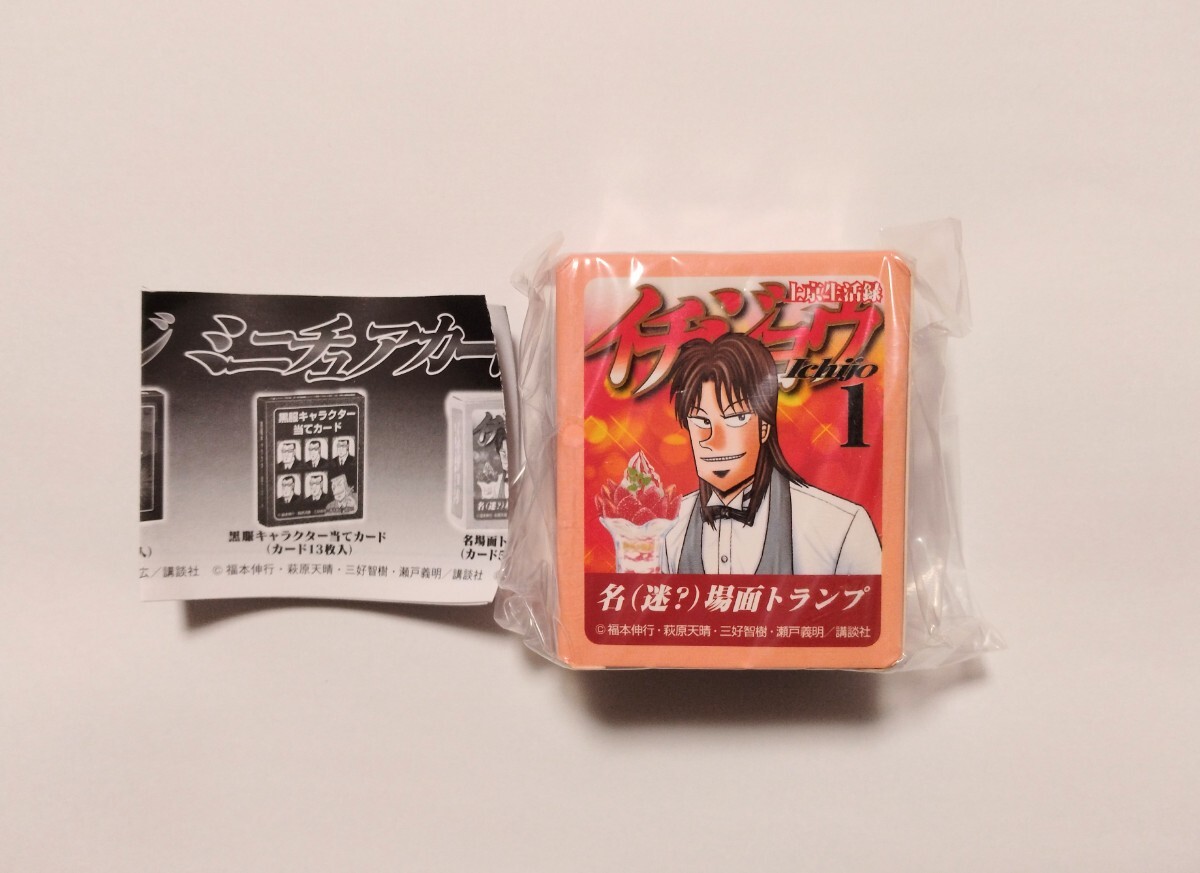 ジ ミニチュアカー
黒服キャラクター
当てカード
黒服キャラクター当てカード
(カード13枚入)
名場面ト
(カード5
広／講談社 ©福本伸行・萩原天晴・三好智樹・瀬戸義明／講談社
上京生活録
イチジョウ
Ichijo
1
名(迷?)場面トランプ
©福本伸行・萩原天晴・三好智樹・瀬戸義明／講談社